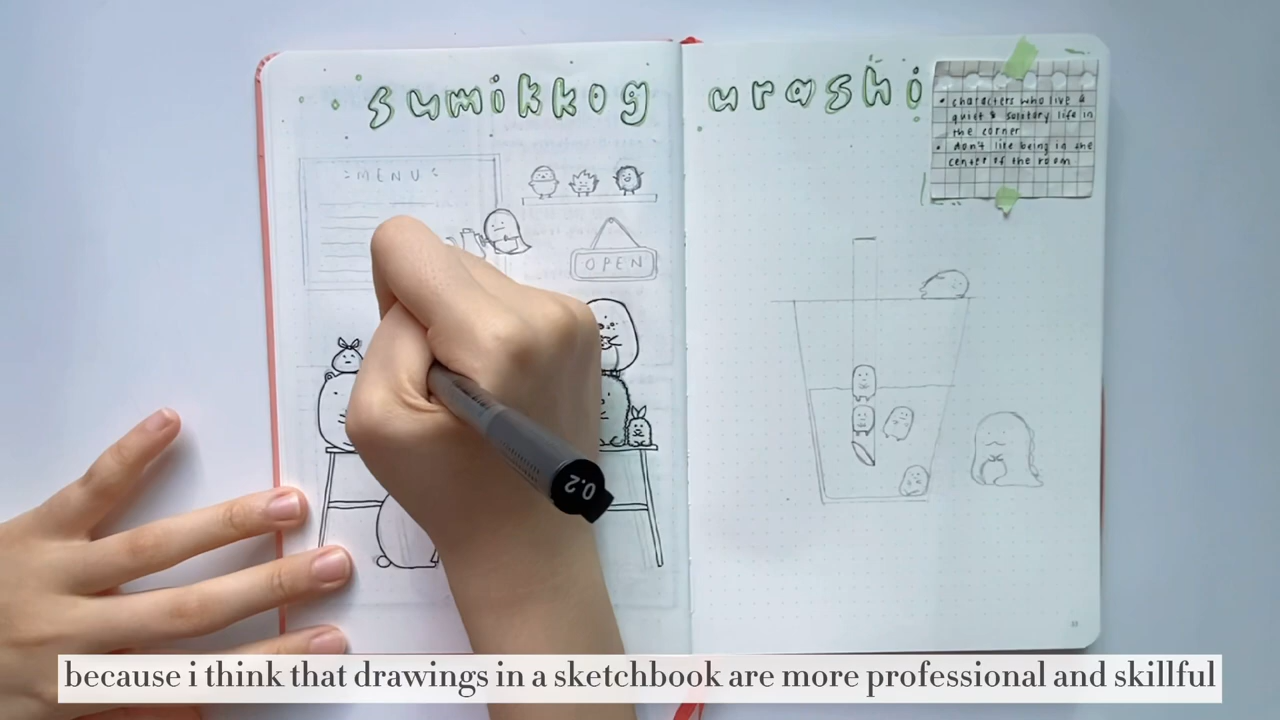 sumikkog urashi
• characters who live a
quiet & solitary life in
the corner
• don't like being in the
center of the room
MENU
OPEN
0.2
because i think that drawings in a sketchbook are more professional and skillful